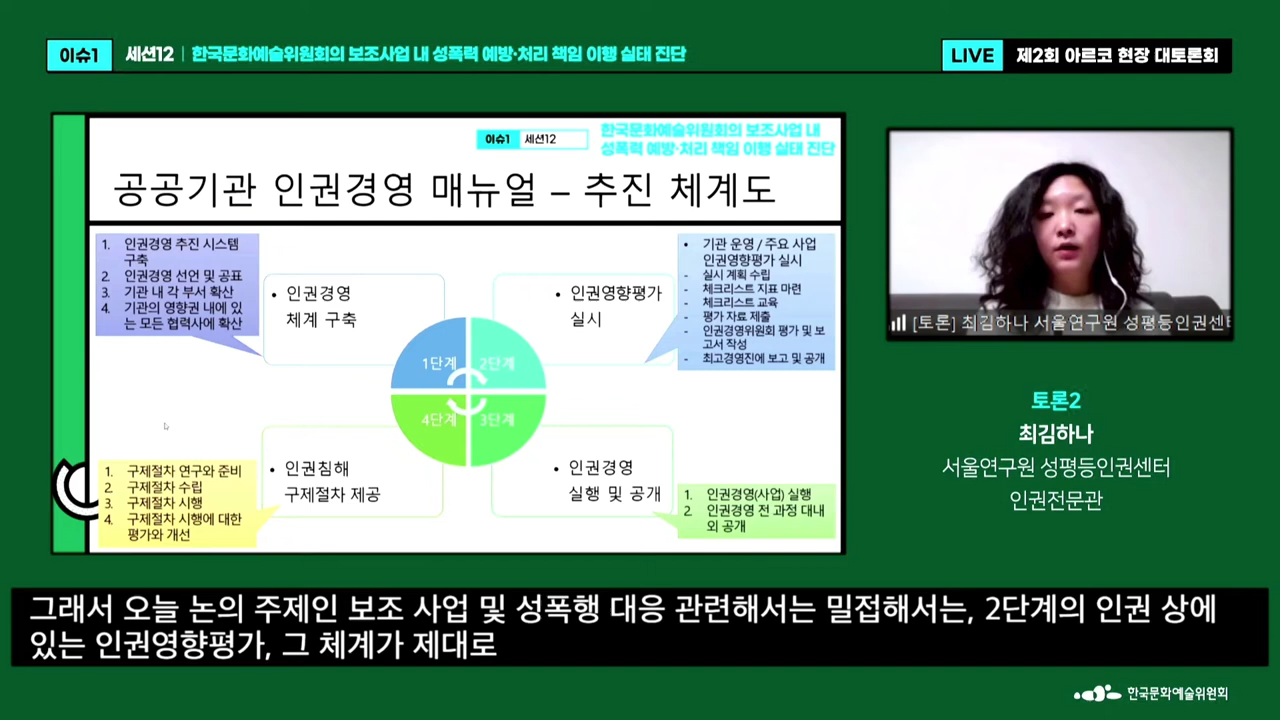 이슈1
세션12 | 한국문화예술위원회의 보조사업 내 성폭력 예방·처리 책임 이행 실태 진단
LIVE
제2회 아르코 현장 대토론회
이슈1
세션12
한국문화예술위원회의 보조사업 내
성폭력 예방·처리 책임 이행 실태 진단
공공기관 인권경영 매뉴얼 – 추진 체계도
1. 인권경영 추진 시스템
구축
2. 인권경영 선언 및 공표
3. 기관 내 각 부서 확산
4. 기관의 영향권 내에 있
는 모든 협력사에 확산
• 인권경영
체계 구축
• 인권영향평가
실시
• 기관 운영 / 주요 사업
인권영향평가 실시
- 실시 계획 수립
- 체크리스트 지표 마련
- 체크리스트 교육
- 평가 자료 제출
- 인권경영위원회 평가 및 보
고서 작성
- 최고경영진에 보고 및 공개
1단계
2단계
4단계
3단계
1. 구제절차 연구와 준비
2. 구제절차 수립
3. 구제절차 시행
4. 구제절차 시행에 대한
평가와 개선
• 인권침해
구제절차 제공
• 인권경영
실행 및 공개
1. 인권경영(사업) 실행
2. 인권경영 전 과정 대내
외 공개
[토론] 최김하나 서울연구원 성평등인권센터
토론2
최김하나
서울연구원 성평등인권센터
인권전문관
그래서 오늘 논의 주제인 보조 사업 및 성폭행 대응 관련해서는 밀접해서는, 2단계의 인권 상에
있는 인권영향평가, 그 체계가 제대로
한국문화예술위원회